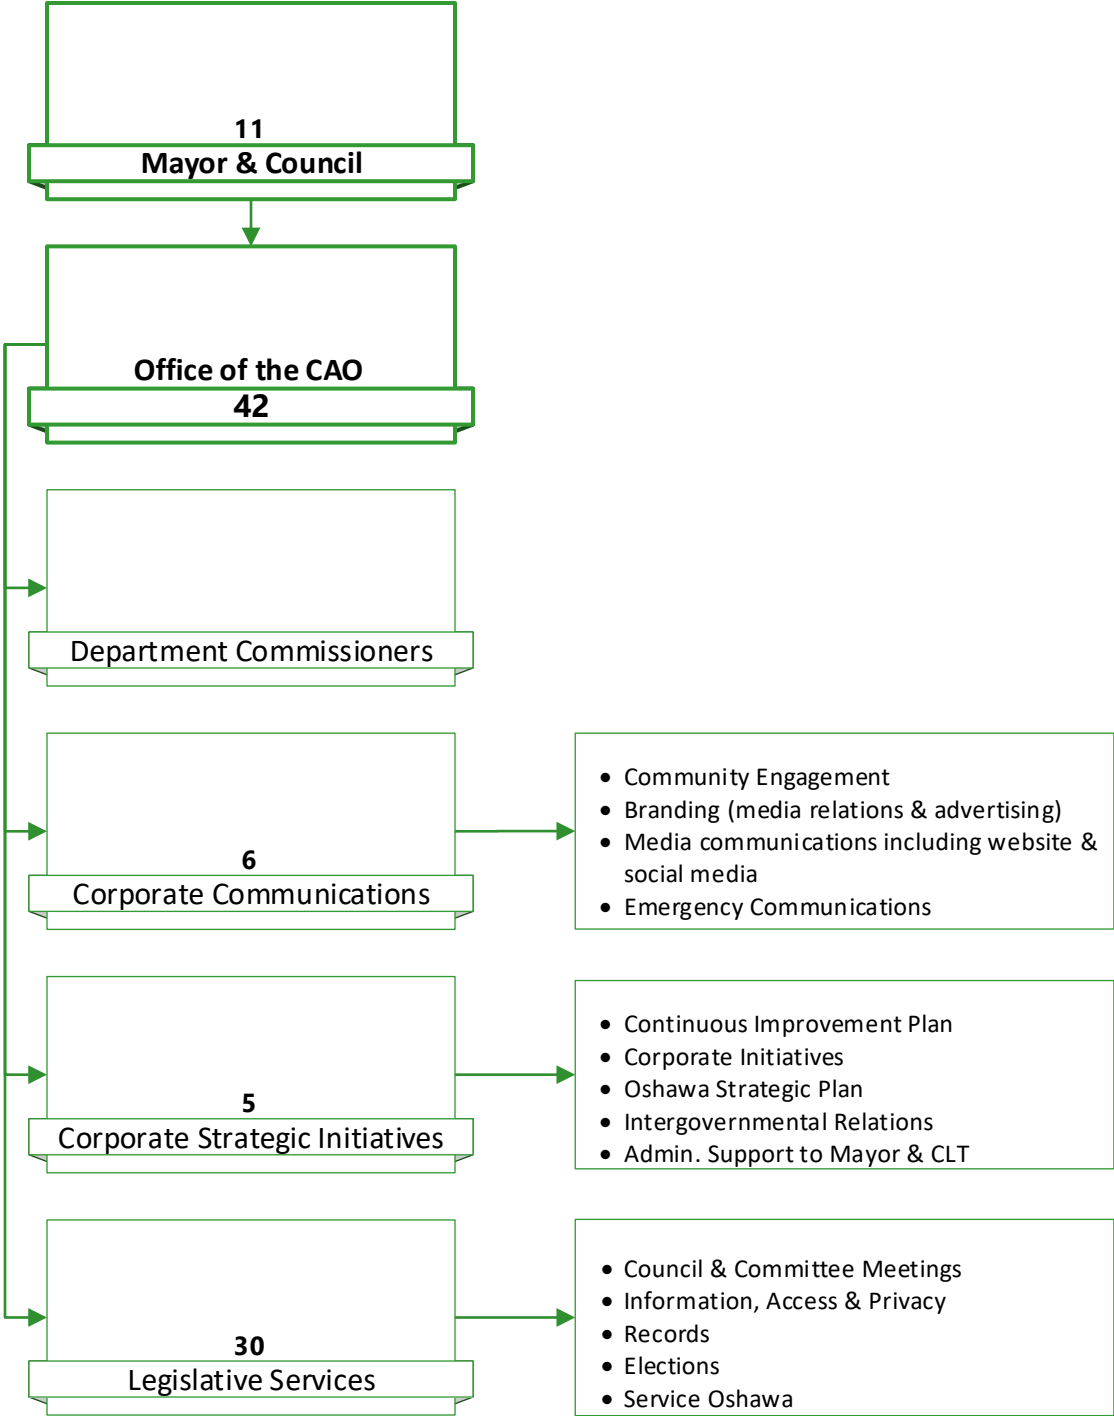 11
Mayor & Council
Office of the CAO
42
Department Commissioners
6
Corporate Communications
• Community Engagement
• Branding (media relations & advertising)
• Media communications including website &
social media
• Emergency Communications
5
Corporate Strategic Initiatives
• Continuous Improvement Plan
• Corporate Initiatives
• Oshawa Strategic Plan
• Intergovernmental Relations
• Admin. Support to Mayor & CLT
30
Legislative Services
• Council & Committee Meetings
• Information, Access & Privacy
• Records
• Elections
• Service Oshawa